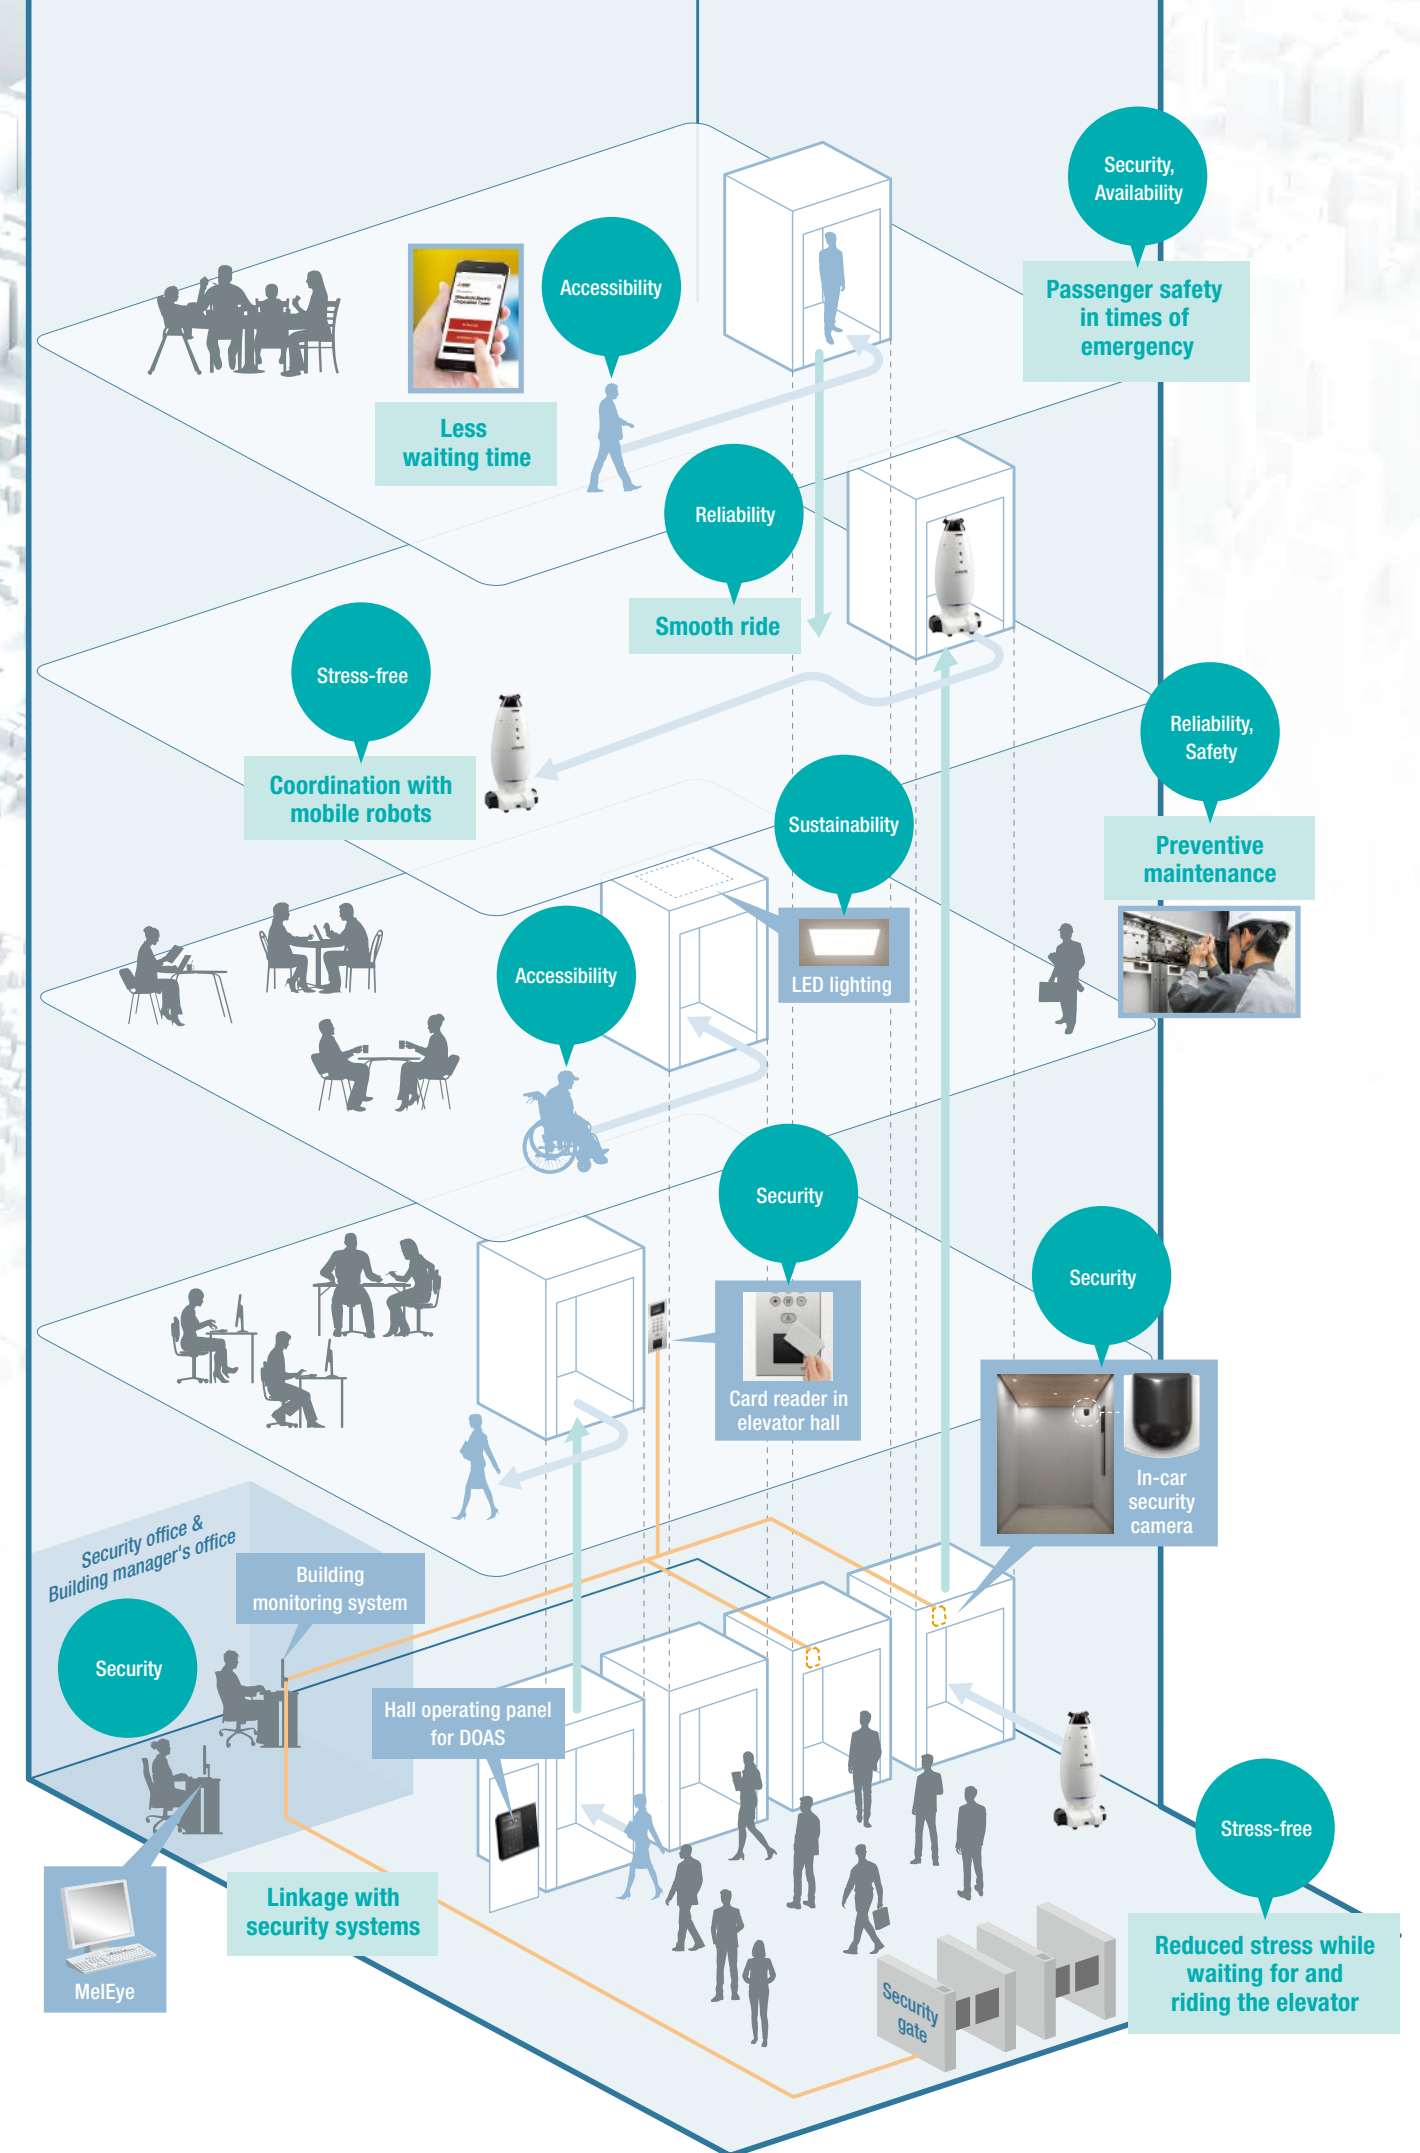 Security,
Availability
Passenger safety
in times of
emergency
Accessibility
Less
waiting time
Reliability
Smooth ride
Stress-free
Coordination with
mobile robots
Reliability,
Safety
Preventive
maintenance
Sustainability
LED lighting
Accessibility
Security
Card reader in
elevator hall
Security
In-car
security
camera
Security office &
Building manager's office
Building
monitoring system
Security
Hall operating panel
for DOAS
MelEye
Linkage with
security systems
Security
gate
Stress-free
Reduced stress while
waiting for and
riding the elevator